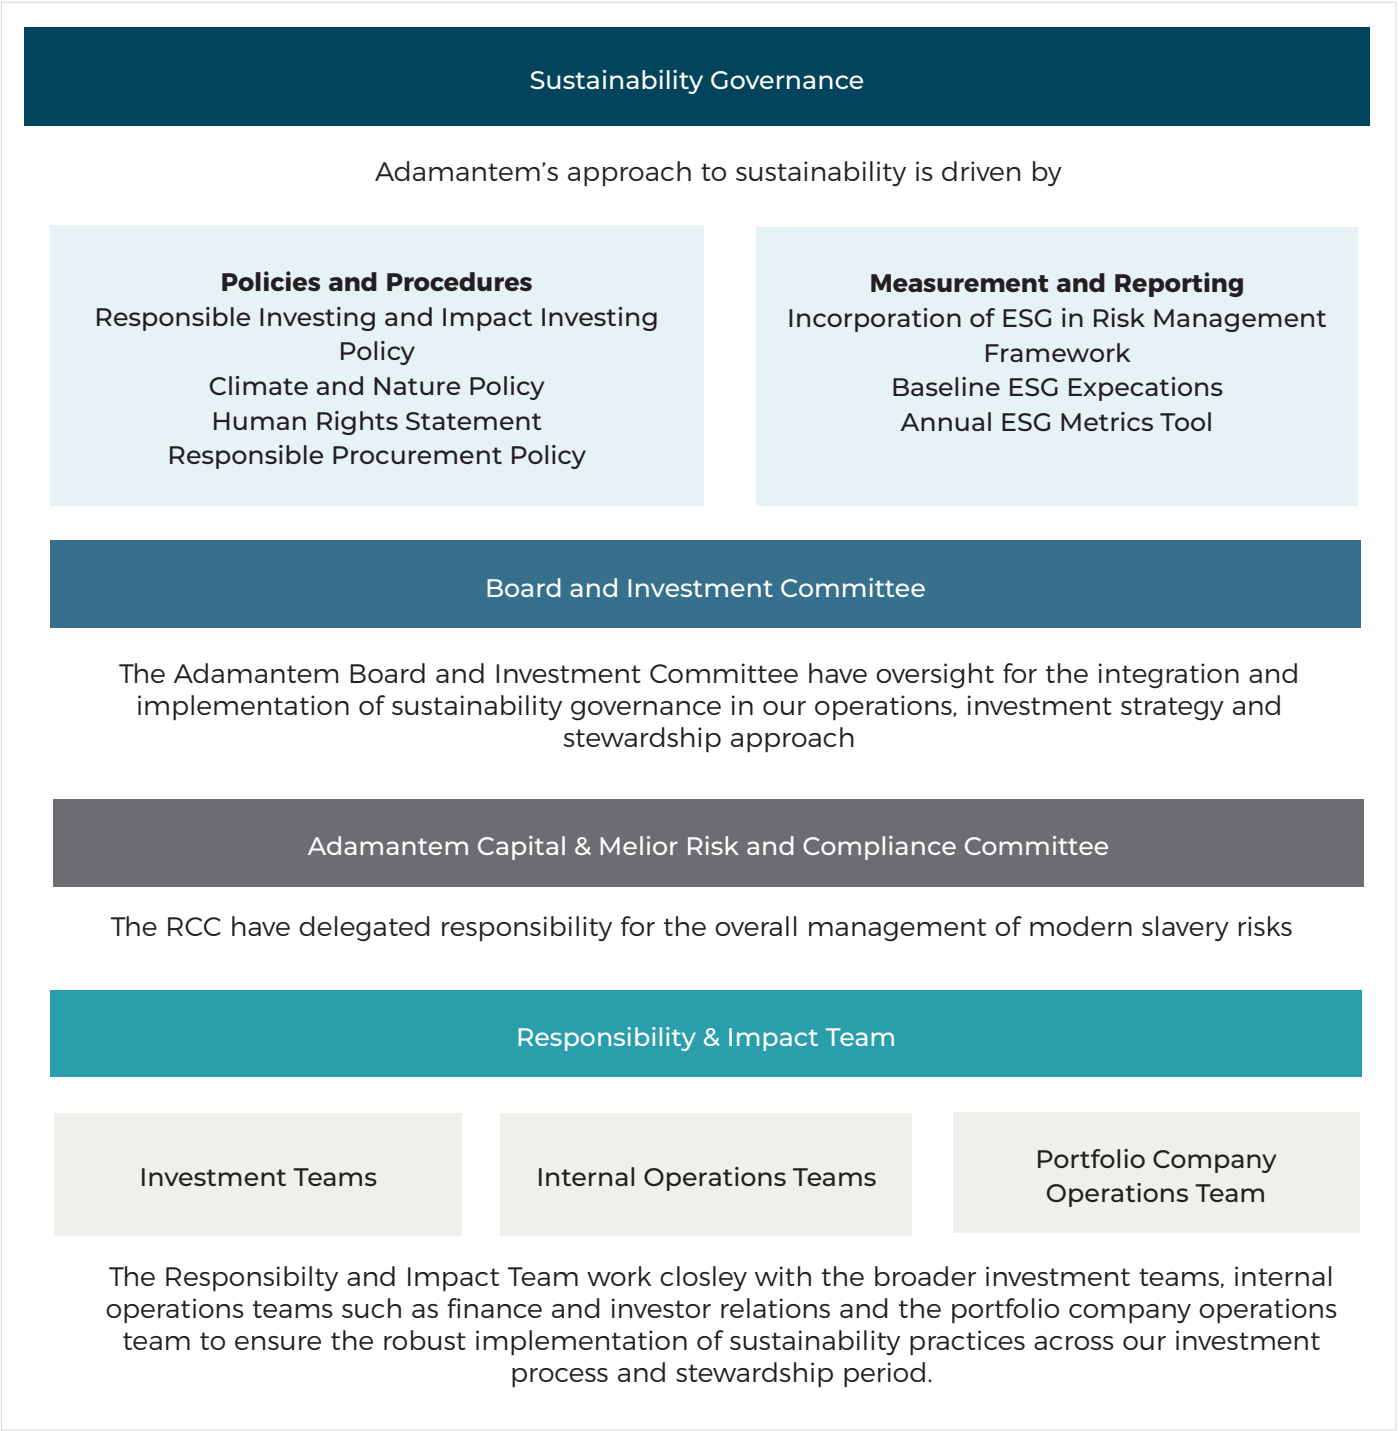 Sustainability Governance
Adamantem’s approach to sustainability is driven by
Policies and Procedures
Responsible Investing and Impact Investing
Policy
Climate and Nature Policy
Human Rights Statement
Responsible Procurement Policy
Measurement and Reporting
Incorporation of ESG in Risk Management
Framework
Baseline ESG Expecations
Annual ESG Metrics Tool
Board and Investment Committee
The Adamantem Board and Investment Committee have oversight for the integration and
implementation of sustainability governance in our operations, investment strategy and
stewardship approach
Adamantem Capital & Melior Risk and Compliance Committee
The RCC have delegated responsibility for the overall management of modern slavery risks
Responsibility & Impact Team
Investment Teams
Internal Operations Teams
Portfolio Company
Operations Team
The Responsibilty and Impact Team work closley with the broader investment teams, internal
operations teams such as finance and investor relations and the portfolio company operations
team to ensure the robust implementation of sustainability practices across our investment
process and stewardship period.